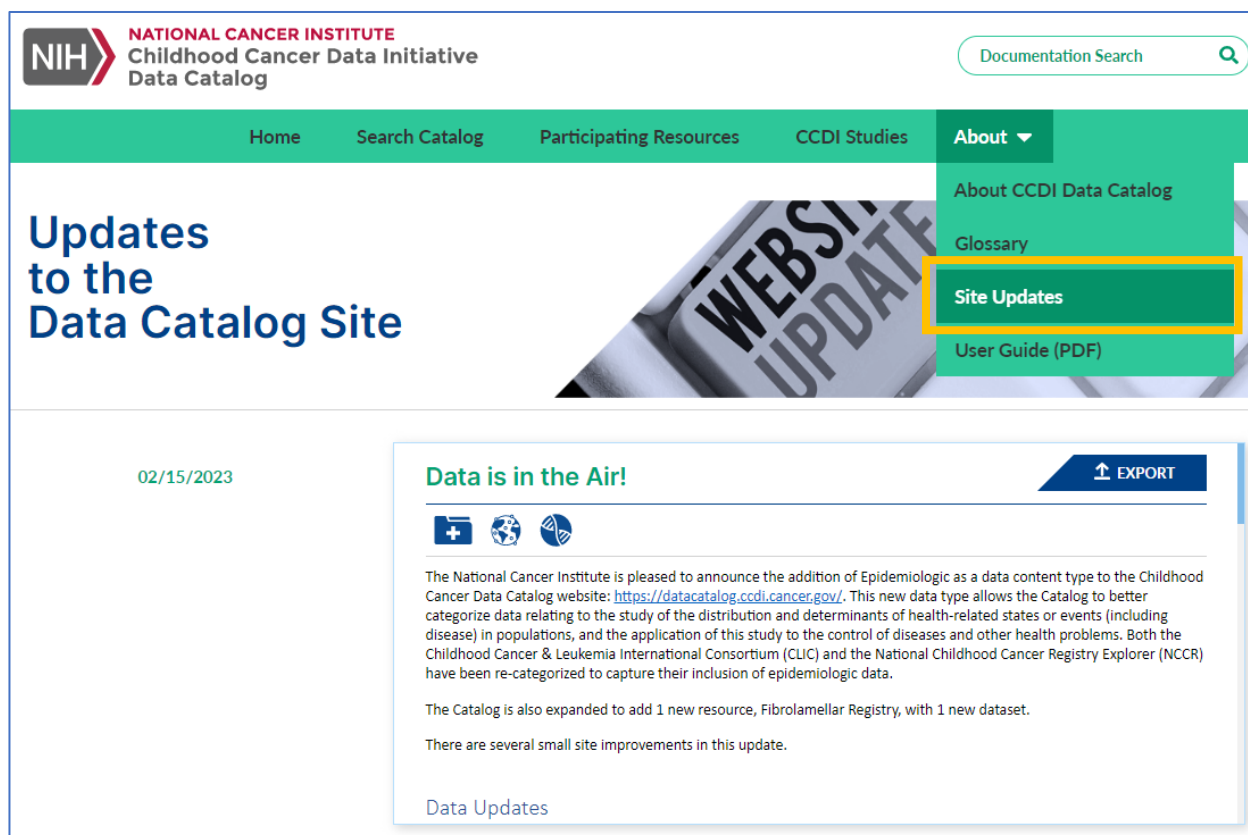 NIH
NATIONAL CANCER INSTITUTE
Childhood Cancer Data Initiative
Data Catalog
Documentation Search
Home
Search Catalog
Participating Resources
CCDI Studies
About
About CCDI Data Catalog
Glossary
Site Updates
User Guide (PDF)
Updates
to the
Data Catalog Site
UPDATE
02/15/2023
Data is in the Air!
EXPORT
The National Cancer Institute is pleased to announce the addition of Epidemiologic as a data content type to the Childhood
Cancer Data Catalog website: https://datacatalog.ccdi.cancer.gov/. This new data type allows the Catalog to better
categorize data relating to the study of the distribution and determinants of health-related states or events (including
disease) in populations, and the application of this study to the control of diseases and other health problems. Both the
Childhood Cancer & Leukemia International Consortium (CLIC) and the National Childhood Cancer Registry Explorer (NCCR)
have been re-categorized to capture their inclusion of epidemiologic data.
The Catalog is also expanded to add 1 new resource, Fibrolamellar Registry, with 1 new dataset.
There are several small site improvements in this update.
Data Updates